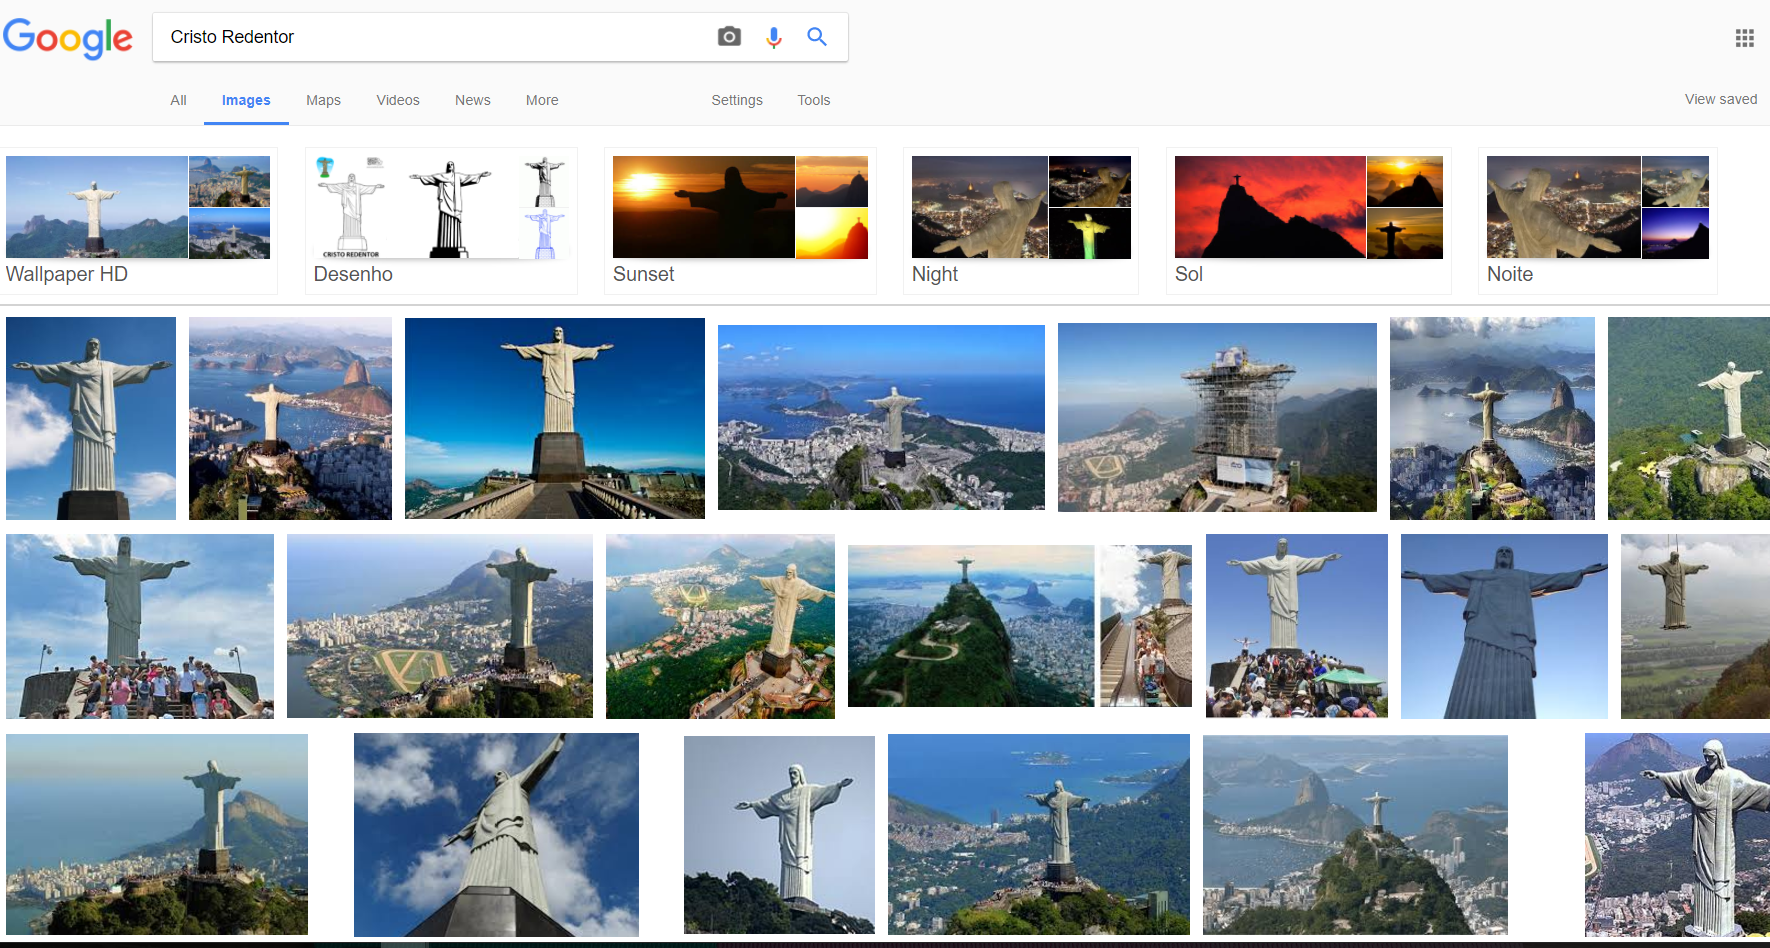 Google
Cristo Redentor
All Images Maps Videos News More Settings Tools View saved
CRISTO REDENTOR
Wallpaper HD Desenho Sunset Night Sol Noite